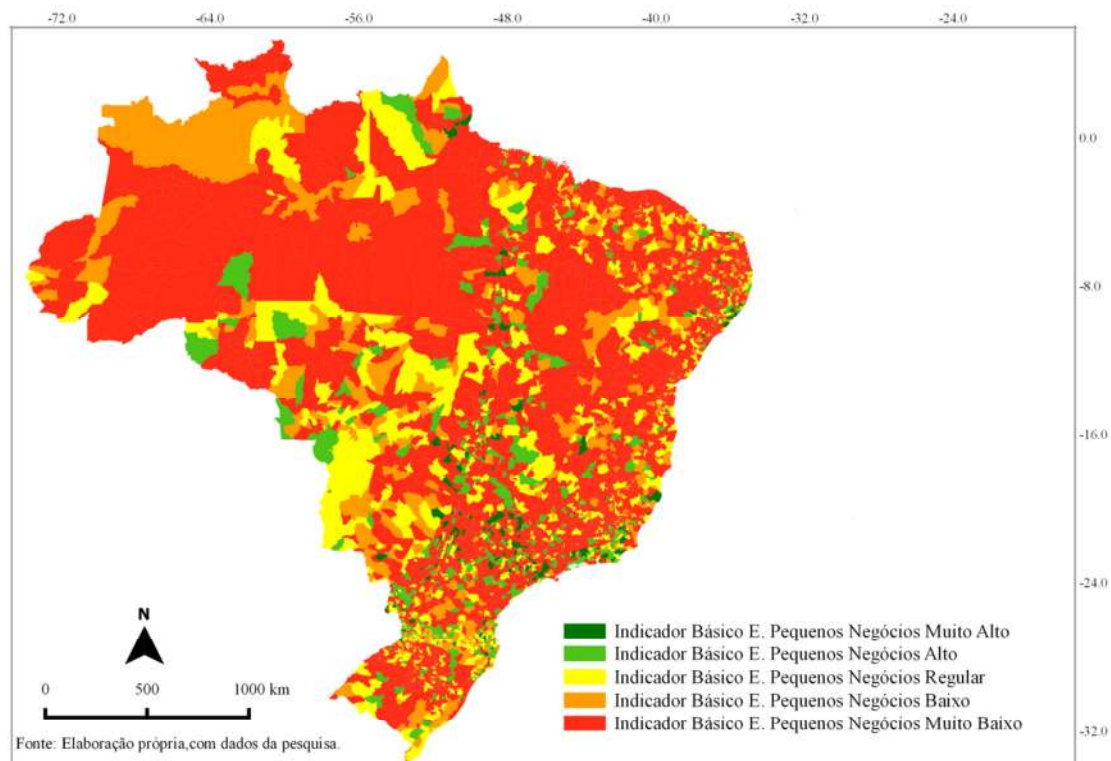 -72.0 -64.0 -56.0 -48.0 -40.0 -32.0 -24.0
0.0
-8.0
-16.0
-24.0
-32.0
N
0 500 1000 km
Indicador Básico E. Pequenos Negócios Muito Alto
Indicador Básico E. Pequenos Negócios Alto
Indicador Básico E. Pequenos Negócios Regular
Indicador Básico E. Pequenos Negócios Baixo
Indicador Básico E. Pequenos Negócios Muito Baixo
Fonte: Elaboração própria,com dados da pesquisa.